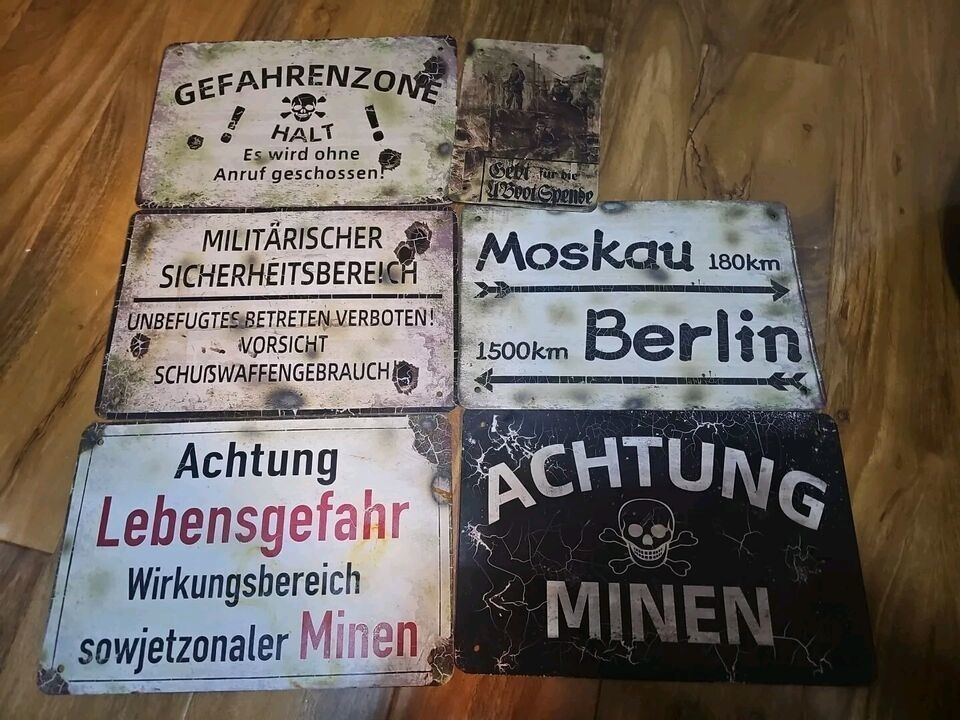 GEFAHRENZONE
! HALT !
Es wird ohne
Anruf geschossen!
Gebt für die
UBoot Spende
MILITÄRISCHER
SICHERHEITSBEREICH
UNBEFUGTES BETRETEN VERBOTEN!
VORSICHT
SCHUßWAFFENGEBRAUCH!
Moskau 180km
1500km Berlin
Achtung
Lebensgefahr
Wirkungsbereich
sowjetzonaler Minen
ACHTUNG
MINEN